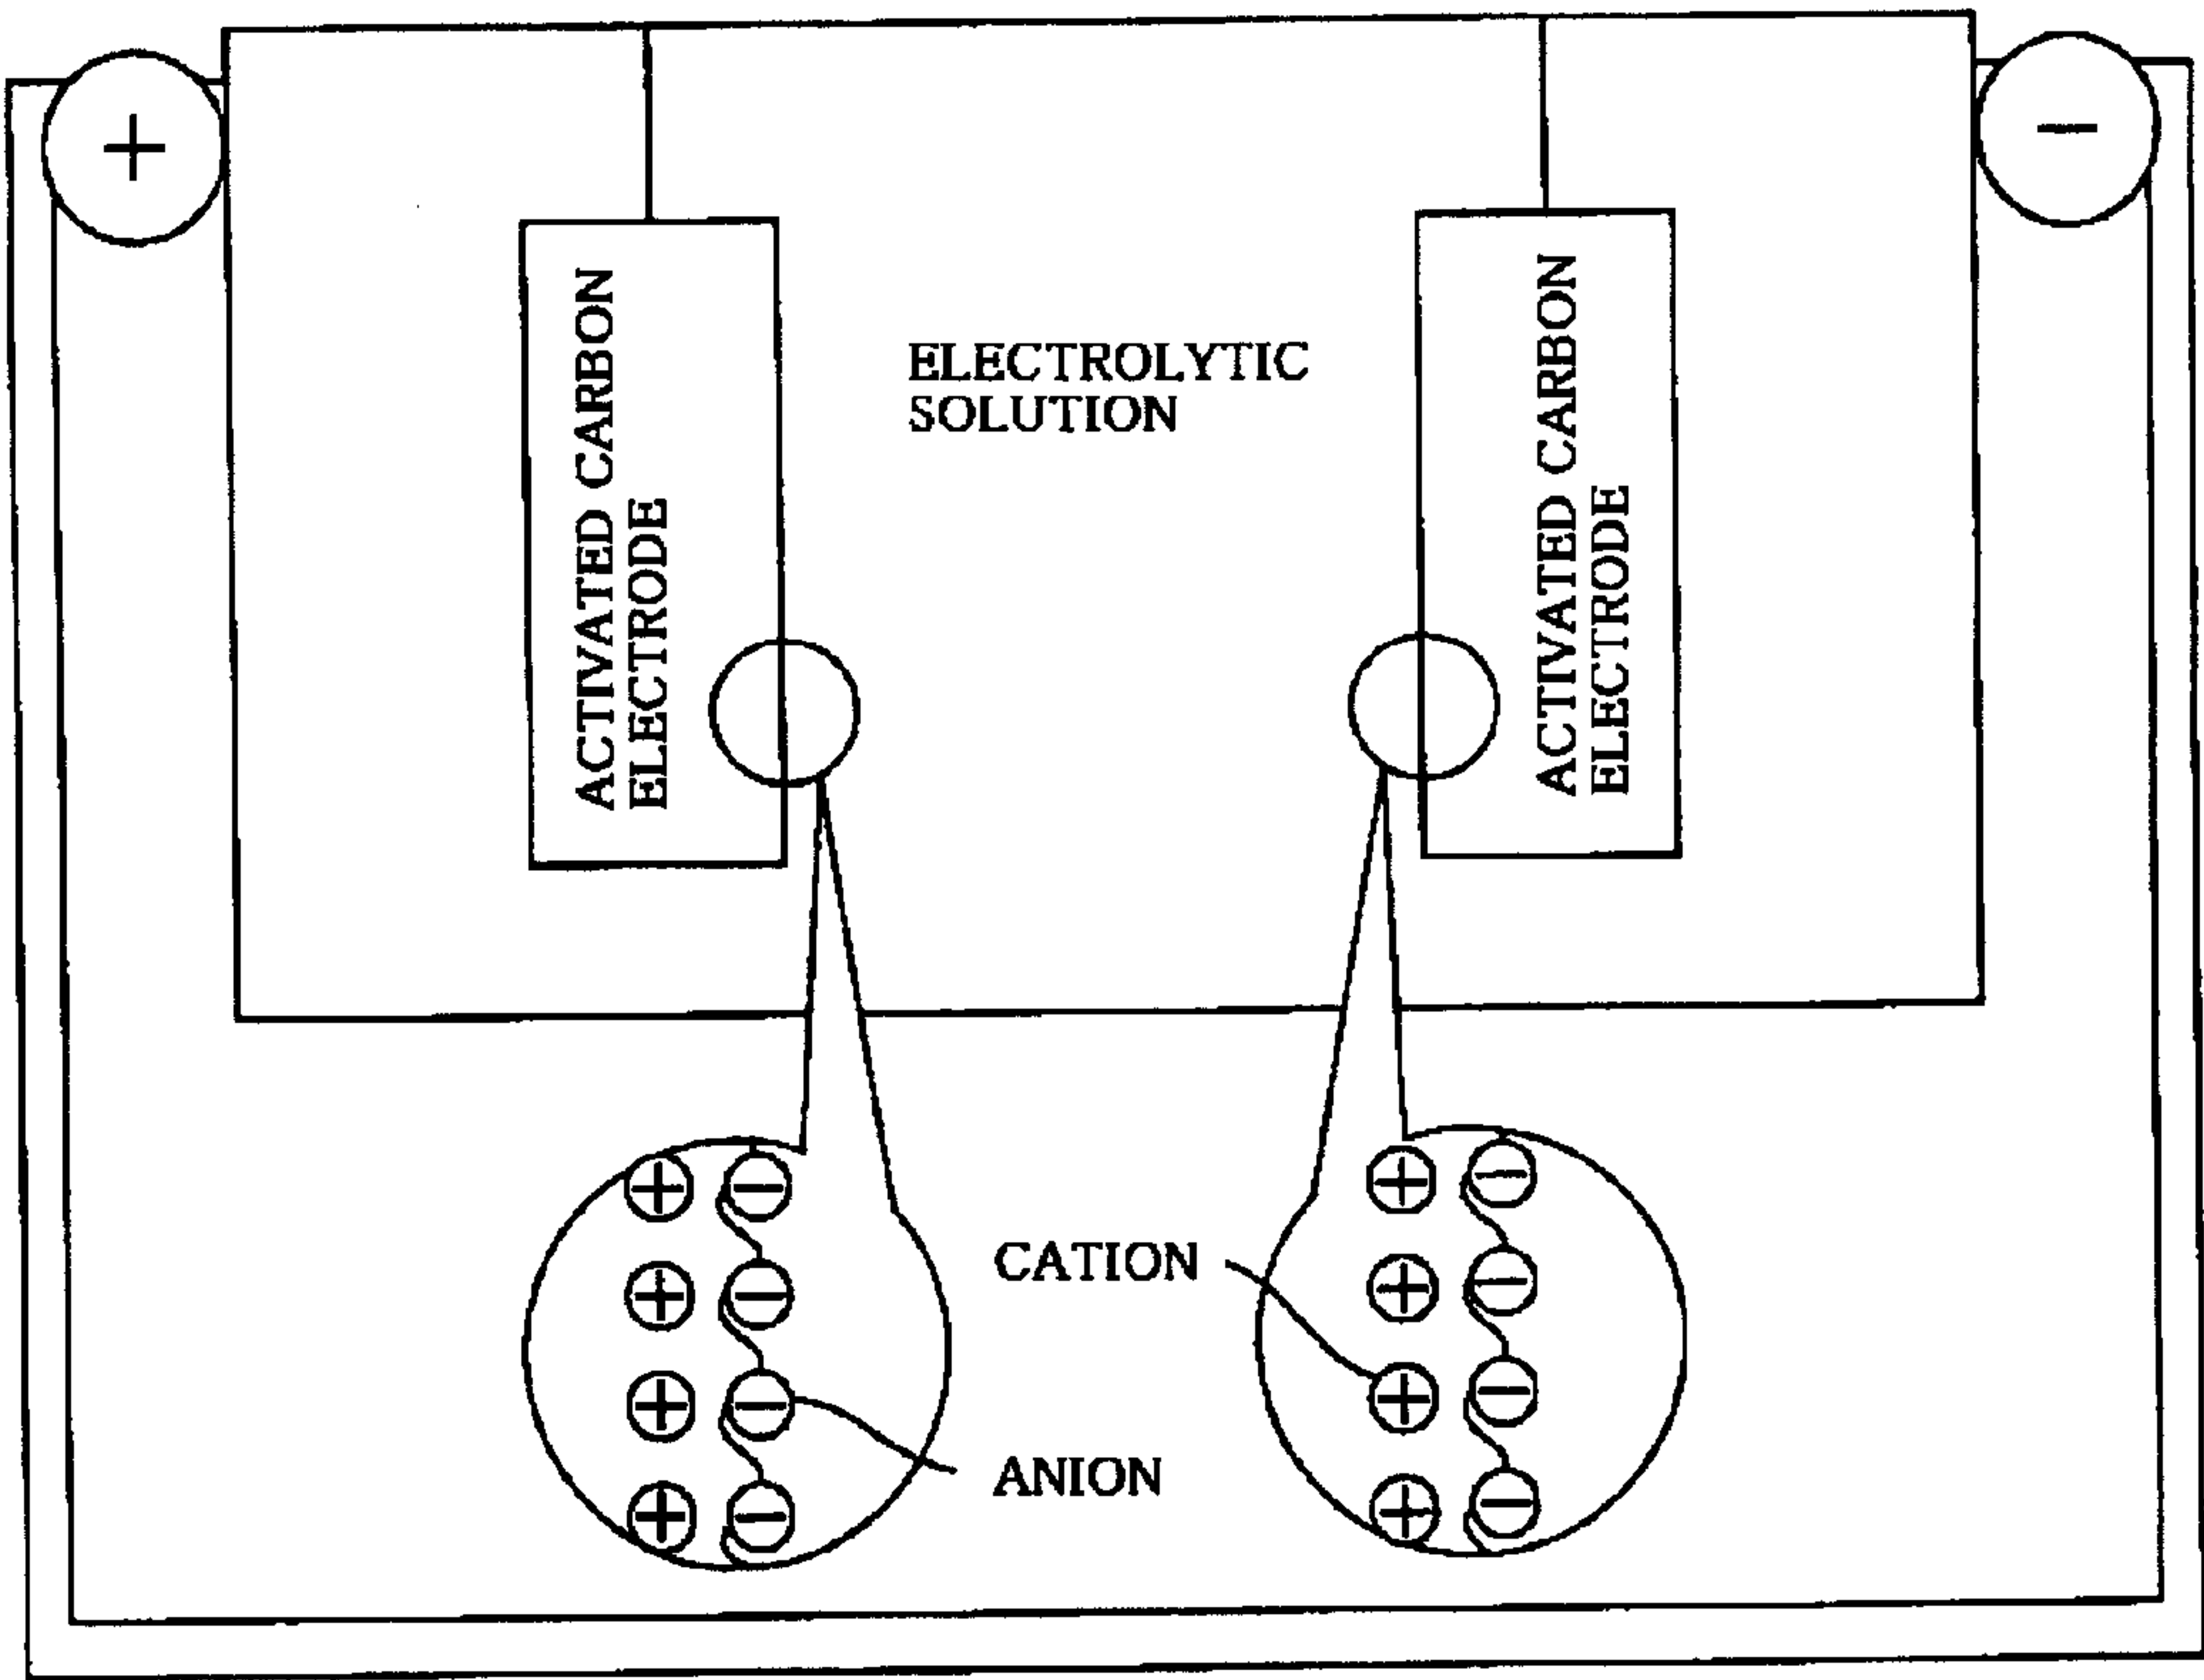 +
−
ACTIVATED CARBON
ELECTRODE
ELECTROLYTIC
SOLUTION
ACTIVATED CARBON
ELECTRODE
CATION
ANION